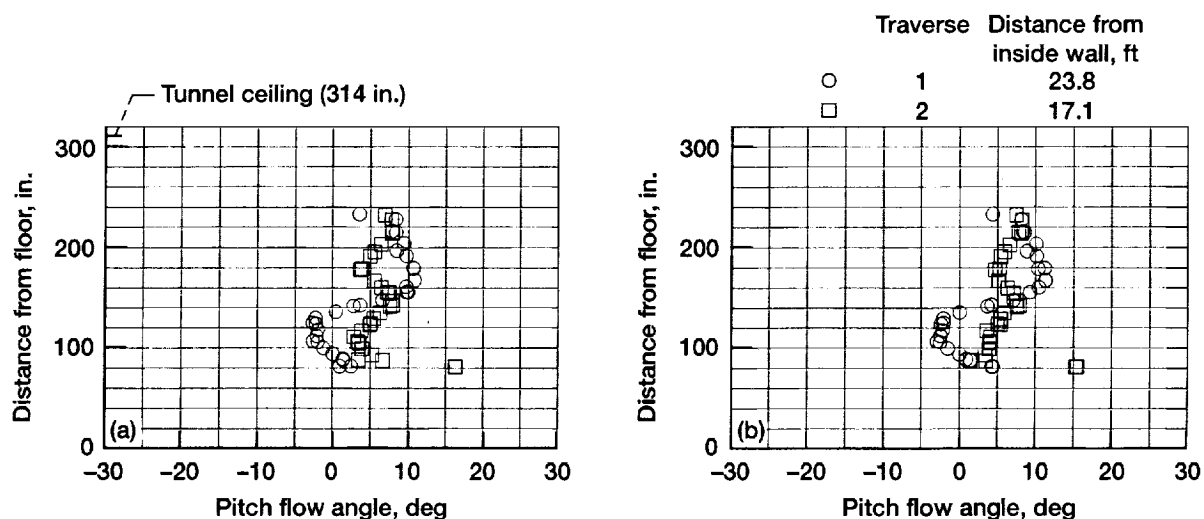 Traverse Distance from
inside wall, ft
1 23.8
2 17.1
Tunnel ceiling (314 in.)
Distance from floor, in.
300
200
100
0
(a)
−30 −20 −10 0 10 20 30
Pitch flow angle, deg
Distance from floor, in.
300
200
100
0
(b)
−30 −20 −10 0 10 20 30
Pitch flow angle, deg